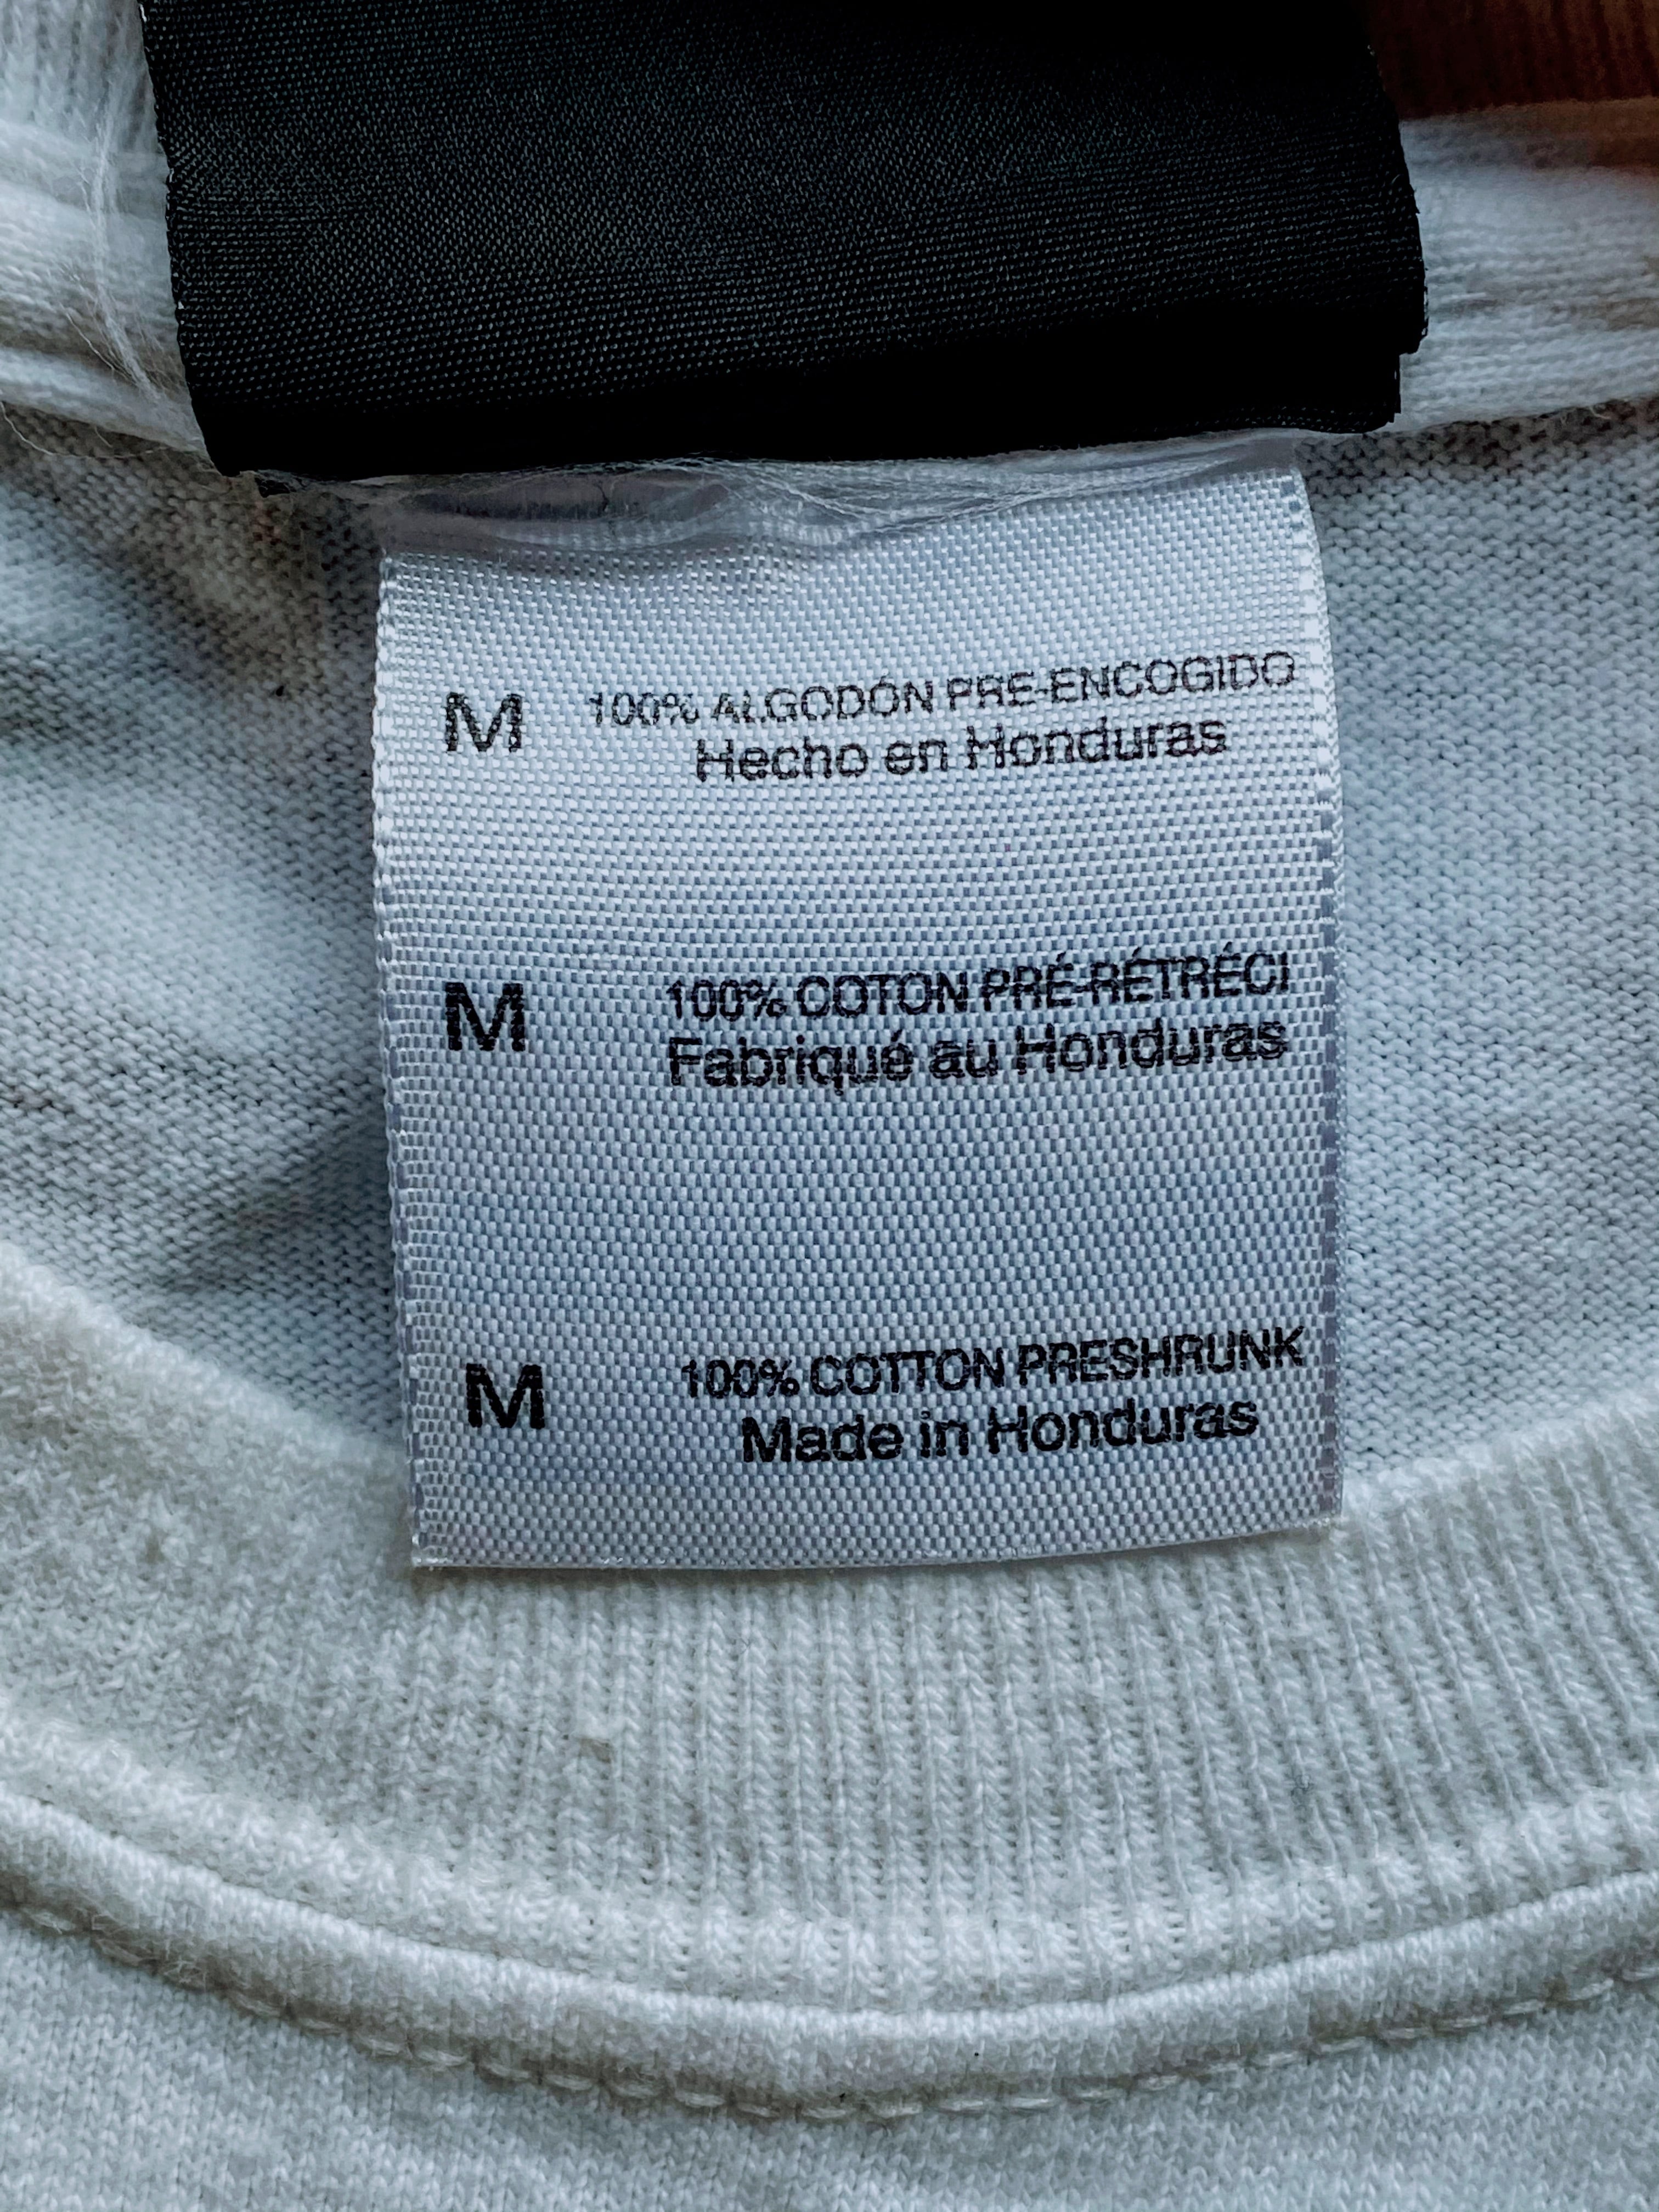 M 100% ALGODÓN PRE-ENCOGIDO
Hecho en Honduras
M 100% COTON PRÉ-RÉTRÉCI
Fabriqué au Honduras
M 100% COTTON PRESHRUNK
Made in Honduras